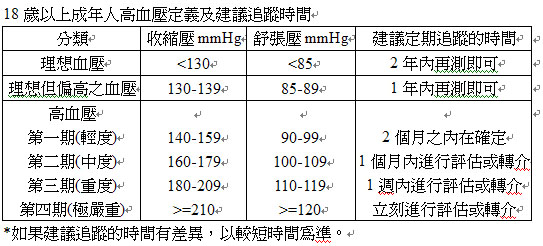 18 歲以上成年人高血壓定義及建議追蹤時間
分類 收縮壓 mmHg 舒張壓 mmHg 建議定期追蹤的時間
理想血壓 <130 <85 2 年內再測即可
理想但偏高之血壓 130-139 85-89 1 年內再測即可
高血壓
第一期(輕度) 140-159 90-99 2 個月之內在確定
第二期(中度) 160-179 100-109 1 個月內進行評估或轉介
第三期(重度) 180-209 110-119 1 週內進行評估或轉介
第四期(極嚴重) >=210 >=120 立刻進行評估或轉介
*如果建議追蹤的時間有差異，以較短時間為準。